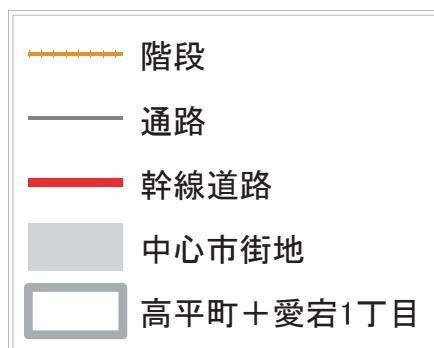 階段
通路
幹線道路
中心市街地
高平町＋愛宕1丁目